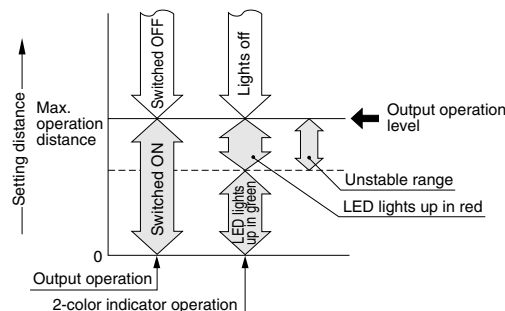 Setting distance
Switched OFF
Lights off
Max.
operation
distance
Output operation
level
Switched ON
LED lights
up in green
Unstable range
LED lights up in red
0
Output operation
2-color indicator operation